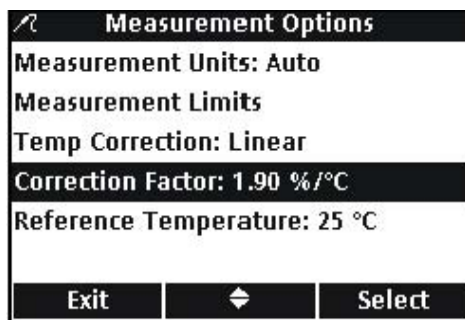 Measurement Options
Measurement Units: Auto
Measurement Limits
Temp Correction: Linear
Correction Factor: 1.90 %/°C
Reference Temperature: 25 °C
Exit Select